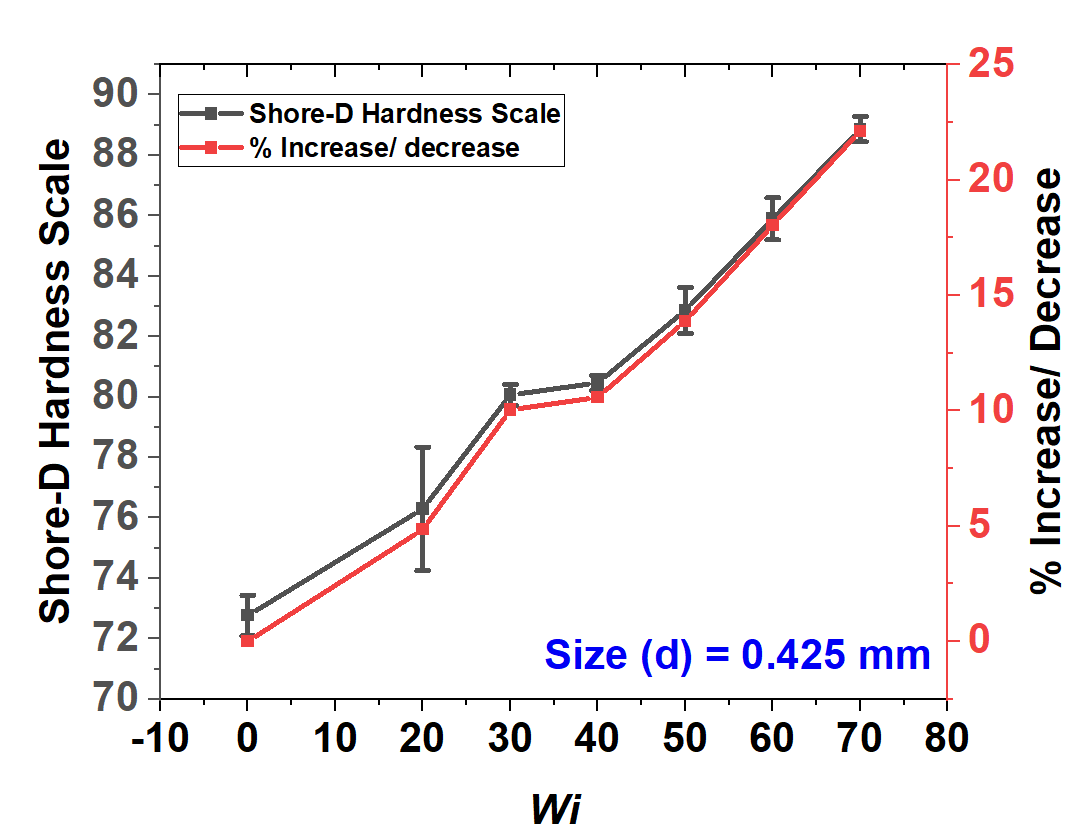 Shore-D Hardness Scale
% Increase/ decrease
90
88
86
84
82
80
78
76
74
72
70
Shore-D Hardness Scale
25
20
15
10
5
0
% Increase/ Decrease
Size (d) = 0.425 mm
-10 0 10 20 30 40 50 60 70 80
Wi